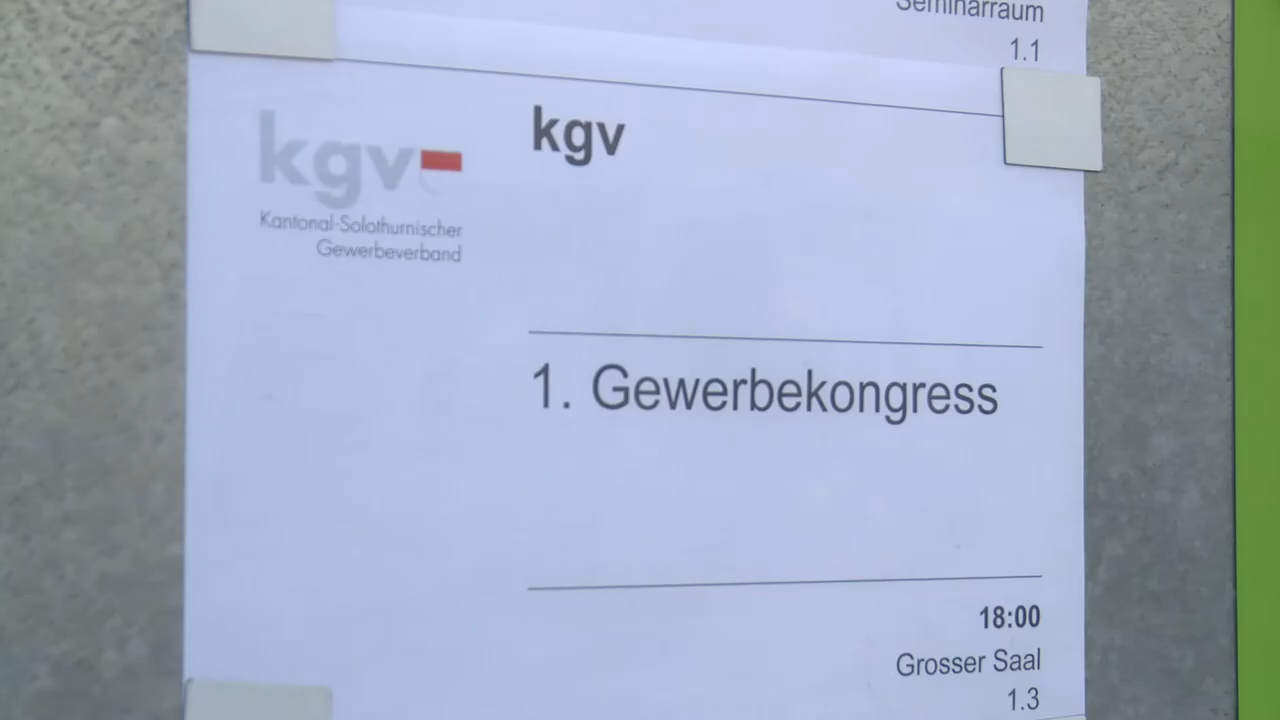 Seminarraum
1.1
kgv
Kantonal-Solothurnischer
Gewerbeverband
kgv
1. Gewerbekongress
18:00
Grosser Saal
1.3